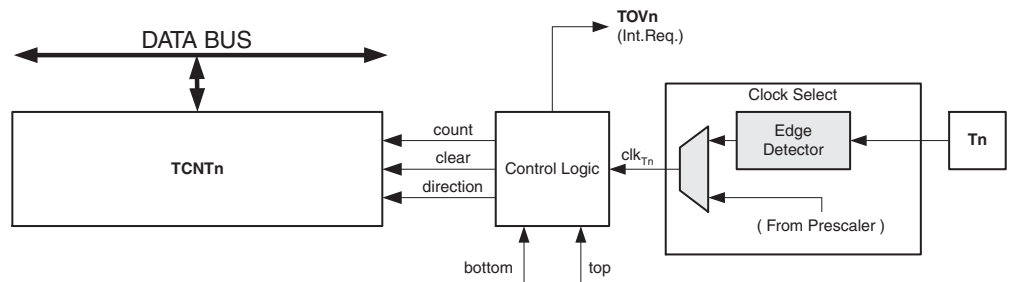 TOVn
(Int.Req.)
DATA BUS
Clock Select
TCNTn
count
clear
direction
Control Logic
clkTn
Edge
Detector
Tn
( From Prescaler )
bottom
top